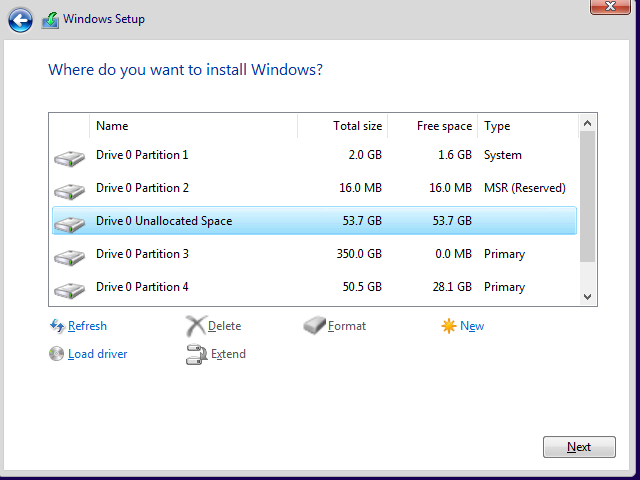 Windows Setup
Where do you want to install Windows?
Name Total size Free space Type
Drive 0 Partition 1 2.0 GB 1.6 GB System
Drive 0 Partition 2 16.0 MB 16.0 MB MSR (Reserved)
Drive 0 Unallocated Space 53.7 GB 53.7 GB
Drive 0 Partition 3 350.0 GB 0.0 MB Primary
Drive 0 Partition 4 50.5 GB 28.1 GB Primary
Refresh Delete Format New
Load driver Extend
Next